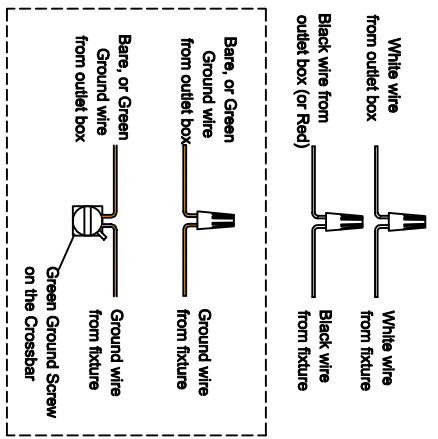 White wire
from outlet box
White wire
from fixture
Black wire from
outlet box (or Red)
Black wire
from fixture
Bare, or Green
Ground wire
from outlet box
Ground wire
from fixture
Bare, or Green
Ground wire
from outlet box
Ground wire
from fixture
Green Ground Screw
on the Crossbar